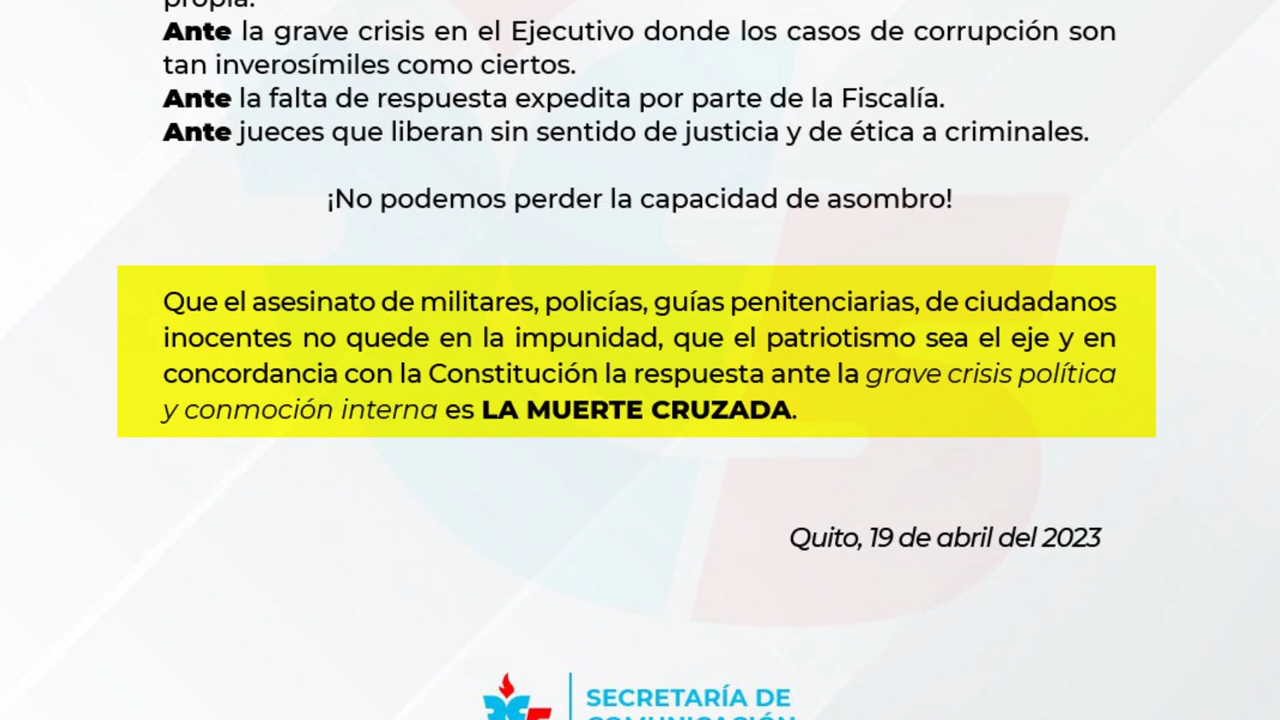 propia.
Ante la grave crisis en el Ejecutivo donde los casos de corrupción son
tan inverosímiles como ciertos.
Ante la falta de respuesta expedita por parte de la Fiscalía.
Ante jueces que liberan sin sentido de justicia y de ética a criminales.
¡No podemos perder la capacidad de asombro!
Que el asesinato de militares, policías, guías penitenciarias, de ciudadanos
inocentes no quede en la impunidad, que el patriotismo sea el eje y en
concordancia con la Constitución la respuesta ante la grave crisis política
y conmoción interna es LA MUERTE CRUZADA.
Quito, 19 de abril del 2023
SECRETARÍA DE
COMUNICACIÓN